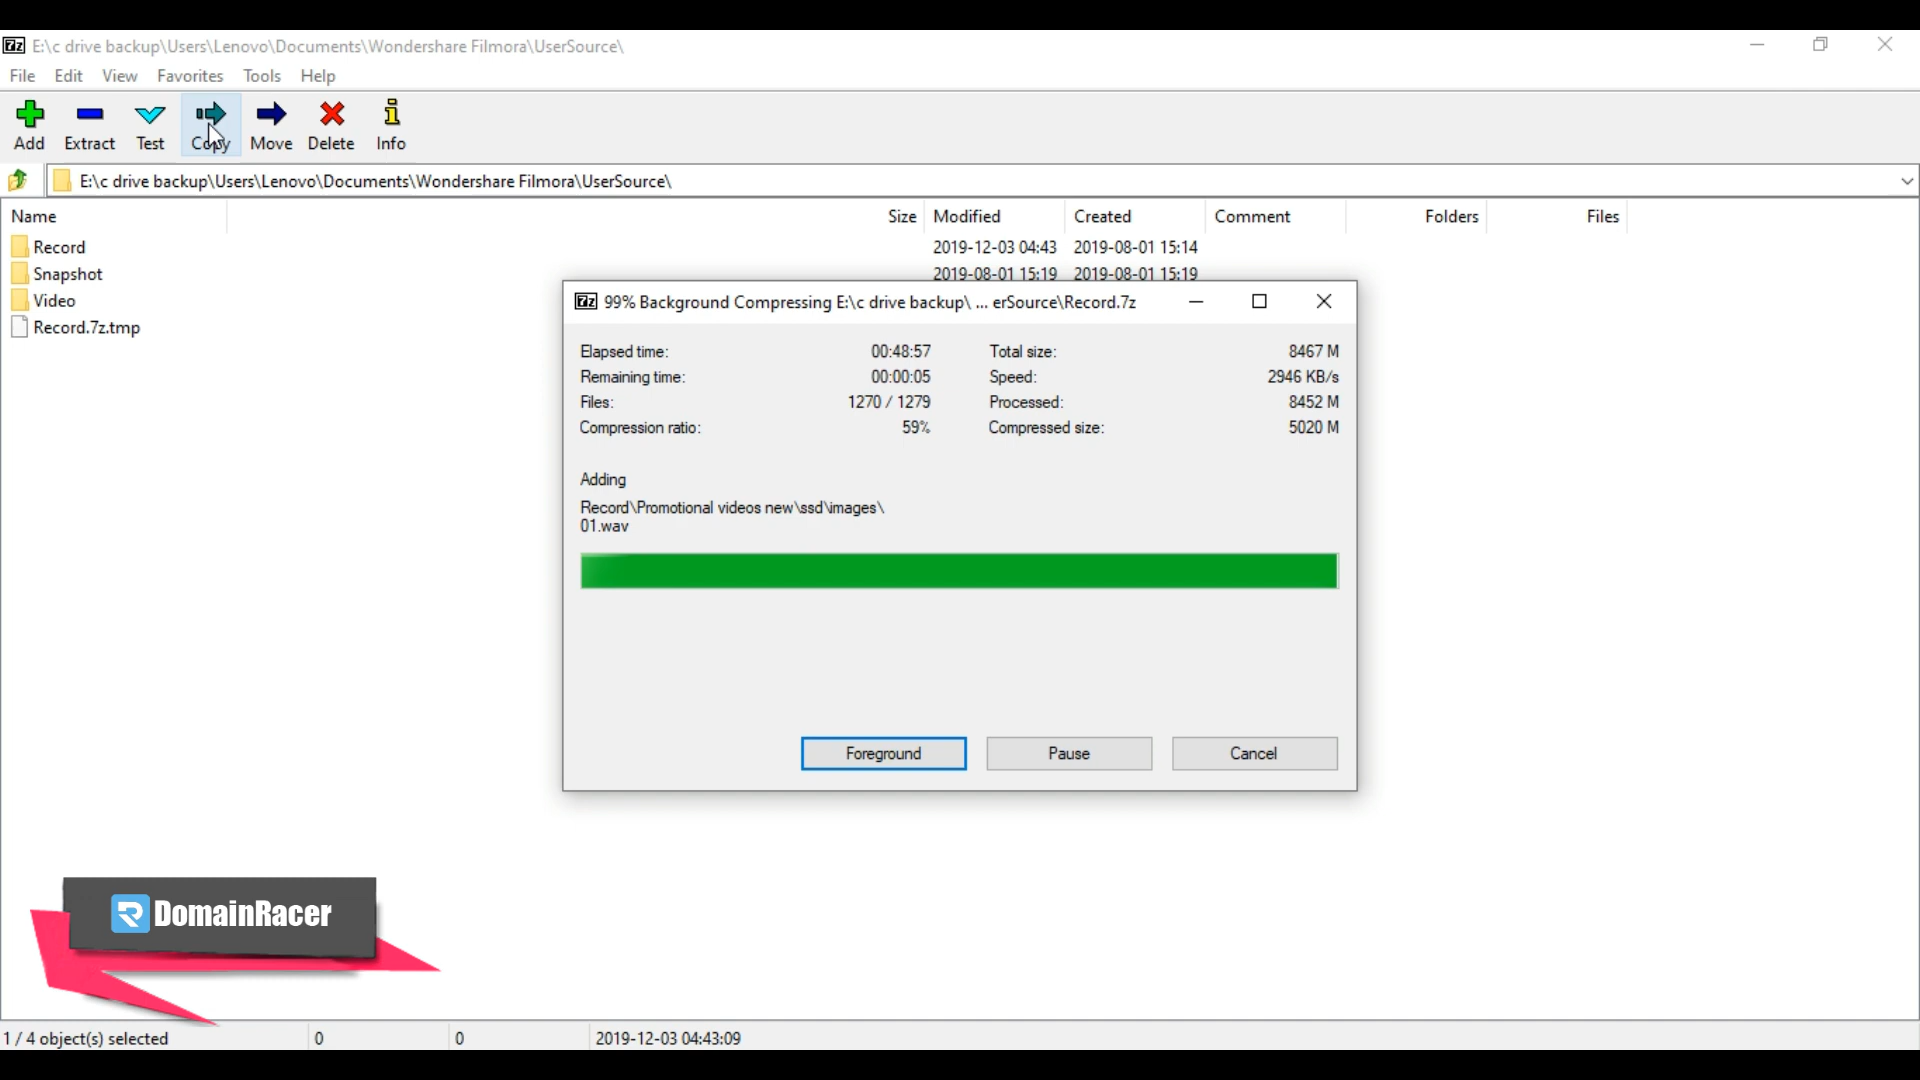 7z E:\c drive backup\Users\Lenovo\Documents\Wondershare Filmora\UserSource\
File Edit View Favorites Tools Help
Add Extract Test Copy Move Delete Info
E:\c drive backup\Users\Lenovo\Documents\Wondershare Filmora\UserSource\
Name Size Modified Created Comment Folders Files
Record 2019-12-03 04:43 2019-08-01 15:14
Snapshot 2019-08-01 15:19 2019-08-01 15:19
Video
Record.7z.tmp
7z 99% Background Compressing E:\c drive backup\ ... erSource\Record.7z
Elapsed time: 00:48:57 Total size: 8467 M
Remaining time: 00:00:05 Speed: 2946 KB/s
Files: 1270 / 1279 Processed: 8452 M
Compression ratio: 59% Compressed size: 5020 M
Adding
Record\Promotional videos new\ssd\images\
01.wav
Foreground Pause Cancel
DomainRacer
1 / 4 object(s) selected 0 0 2019-12-03 04:43:09